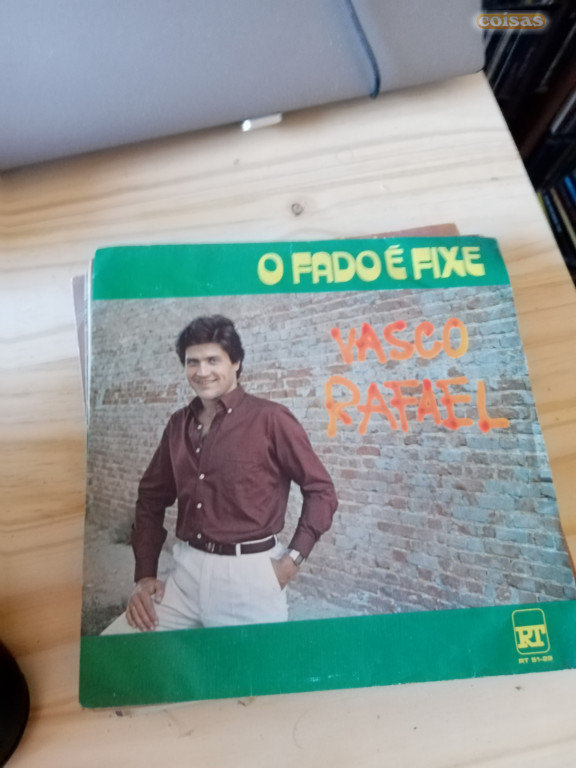 coisas
O FADO É FIXE
VASCO
RAFAEL
RT
RT 51-28